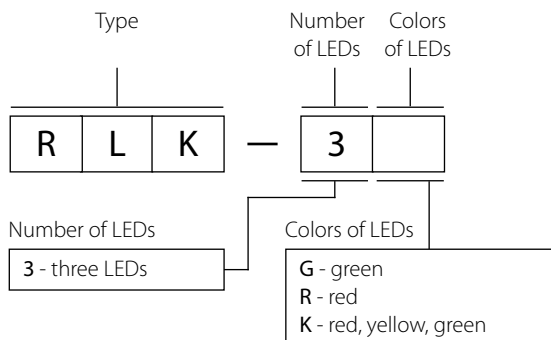 Type
Number of LEDs
Colors of LEDs
R L K — 3
Number of LEDs
3 - three LEDs
Colors of LEDs
G - green
R - red
K - red, yellow, green